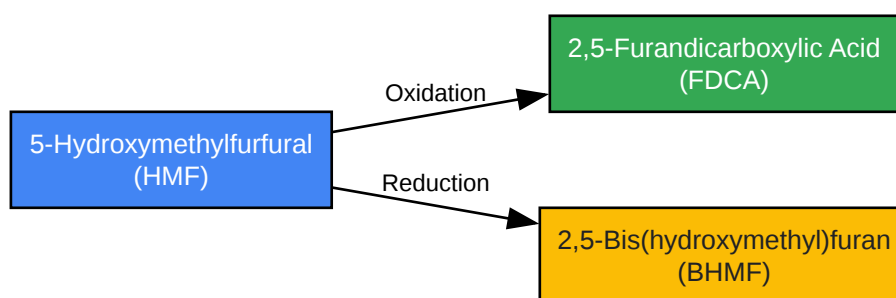 2,5-Furandicarboxylic Acid
(FDCA)
Oxidation
5-Hydroxymethylfurfural
(HMF)
Reduction
2,5-Bis(hydroxymethyl)furan
(BHMF)